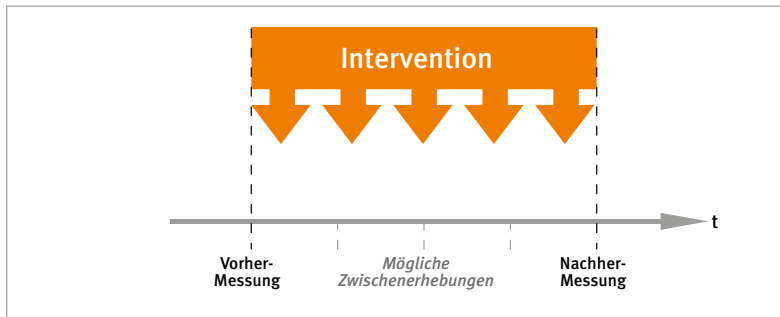 Intervention
t
Vorher-
Messung
Mögliche
Zwischenerhebungen
Nachher-
Messung